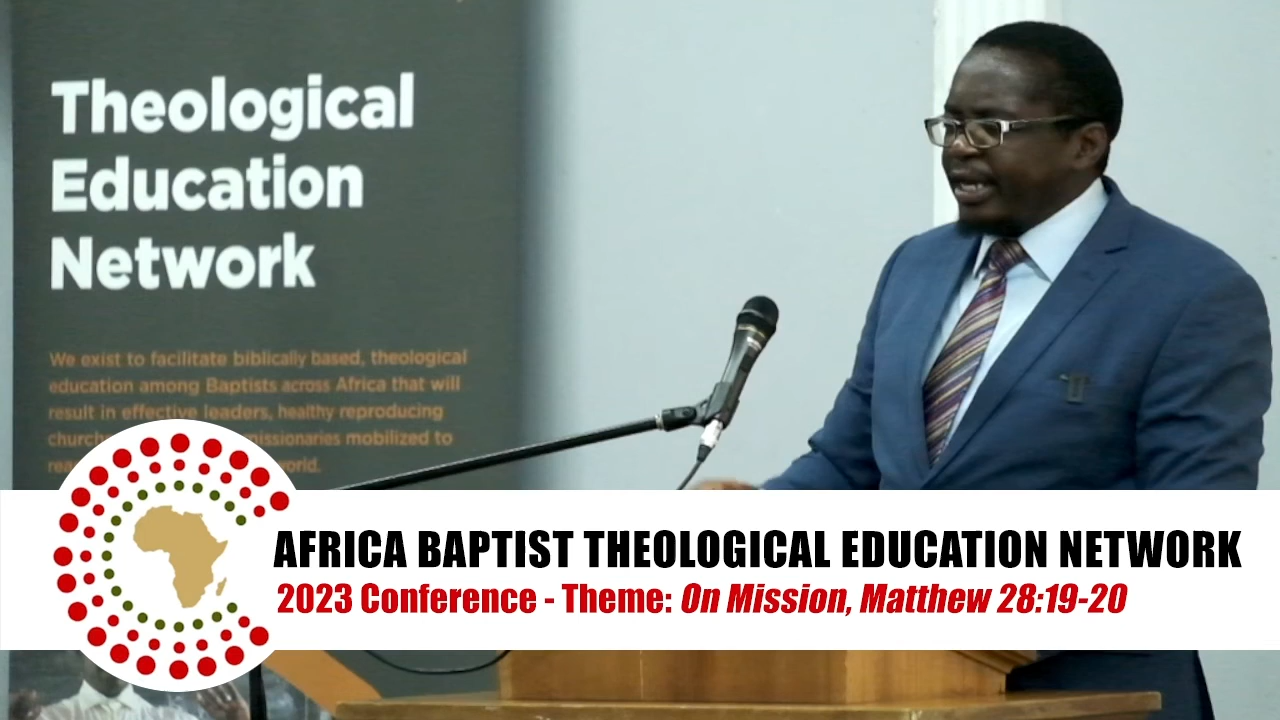 Theological
Education
Network
We exist to facilitate biblically based, theological
education among Baptists across Africa that will
result in effective leaders, healthy reproducing
missionaries mobilized to
AFRICA BAPTIST THEOLOGICAL EDUCATION NETWORK
2023 Conference - Theme: On Mission, Matthew 28:19-20